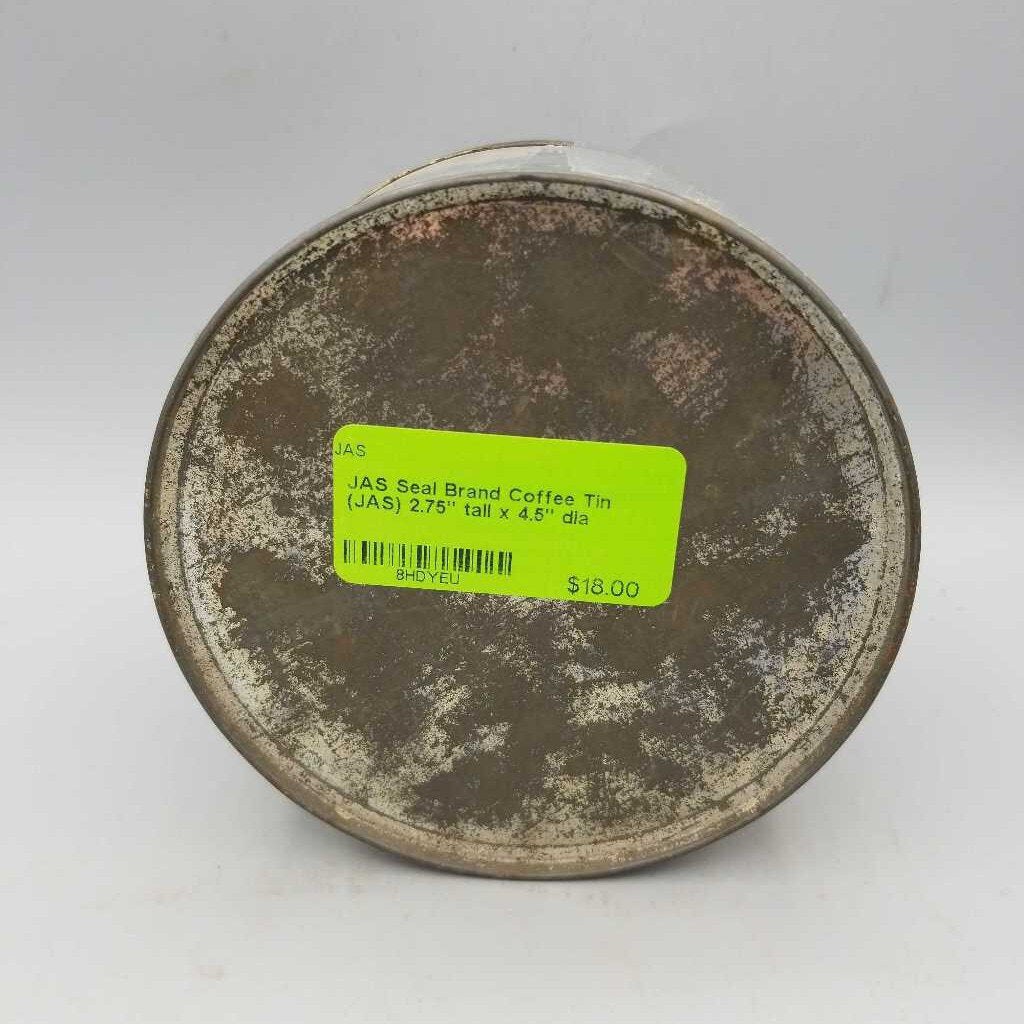 JAS
JAS Seal Brand Coffee Tin
(JAS) 2.75" tall x 4.5" dia
8HDYEU
$18.00